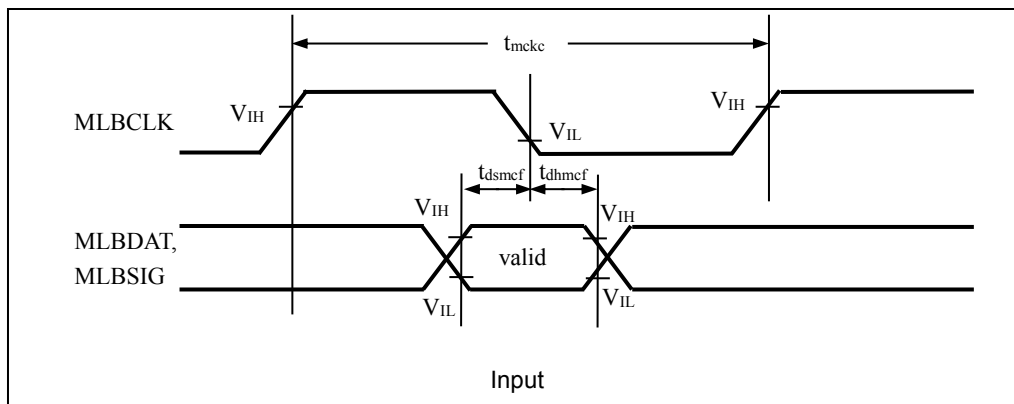 tmckc
VIH
VIH
MLBCLK
VIL
tdsmcf
tdhmcf
VIH
VIH
MLBDAT,
valid
MLBSIG
VIL
VIL
Input